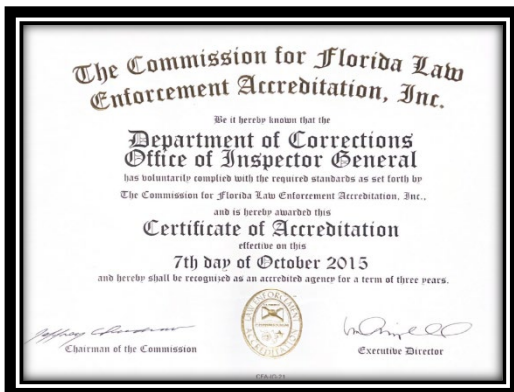 The Commission for Florida Law
Enforcement Accreditation, Inc.
Be it hereby known that the
Department of Corrections
Office of Inspector General
has voluntarily complied with the required standards as set forth by
The Commission for Florida Law Enforcement Accreditation, Inc.,
and is hereby awarded this
Certificate of Accreditation
effective on this
7th day of October 2015
and hereby shall be recognized as an accredited agency for a term of three years.
LAW ENFORCEMENT
ACCREDITATION
Chairman of the Commission
Executive Director